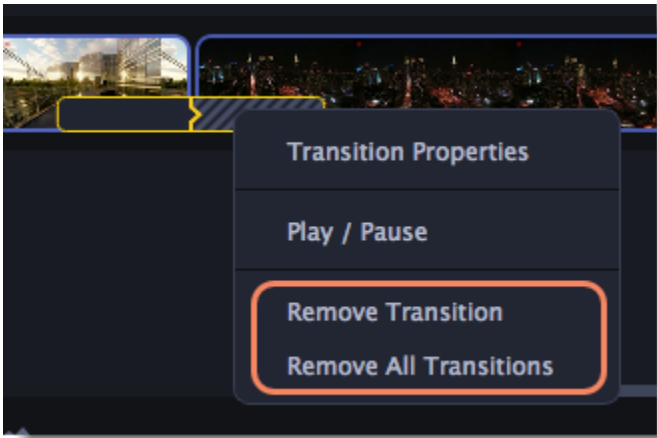 Transition Properties
Play / Pause
Remove Transition
Remove All Transitions